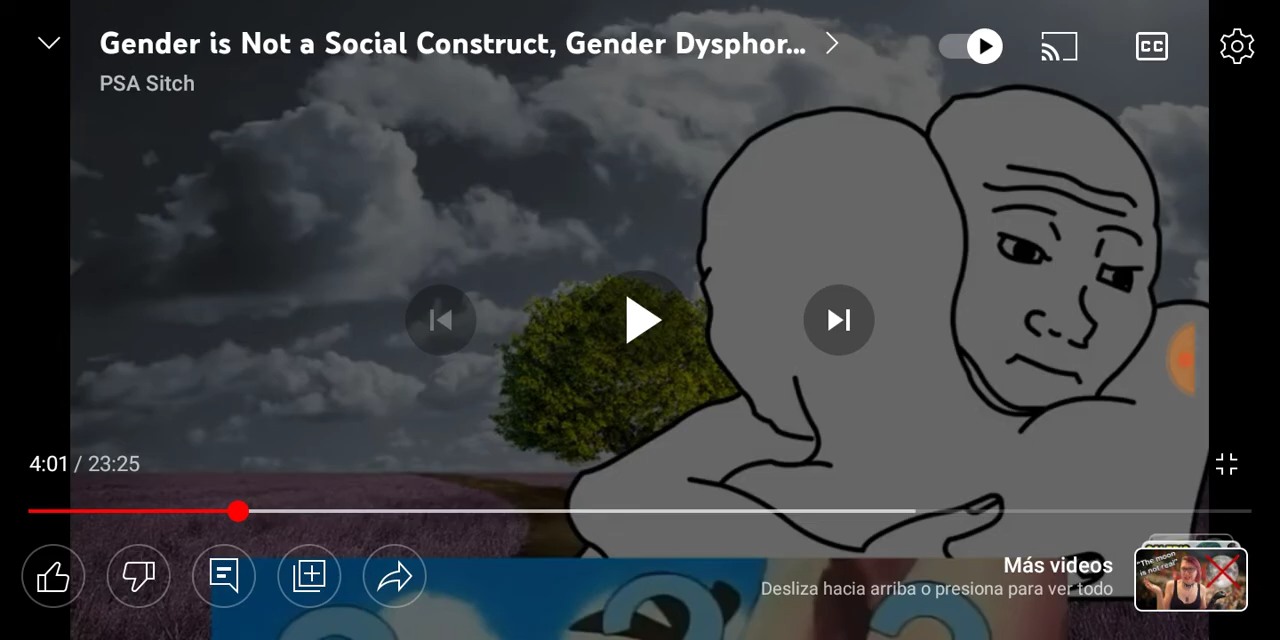 Gender is Not a Social Construct, Gender Dysphor...
PSA Sitch
CC
4:01 / 23:25
Más videos
Desliza hacia arriba o presiona para ver todo
"The moon
is not real"